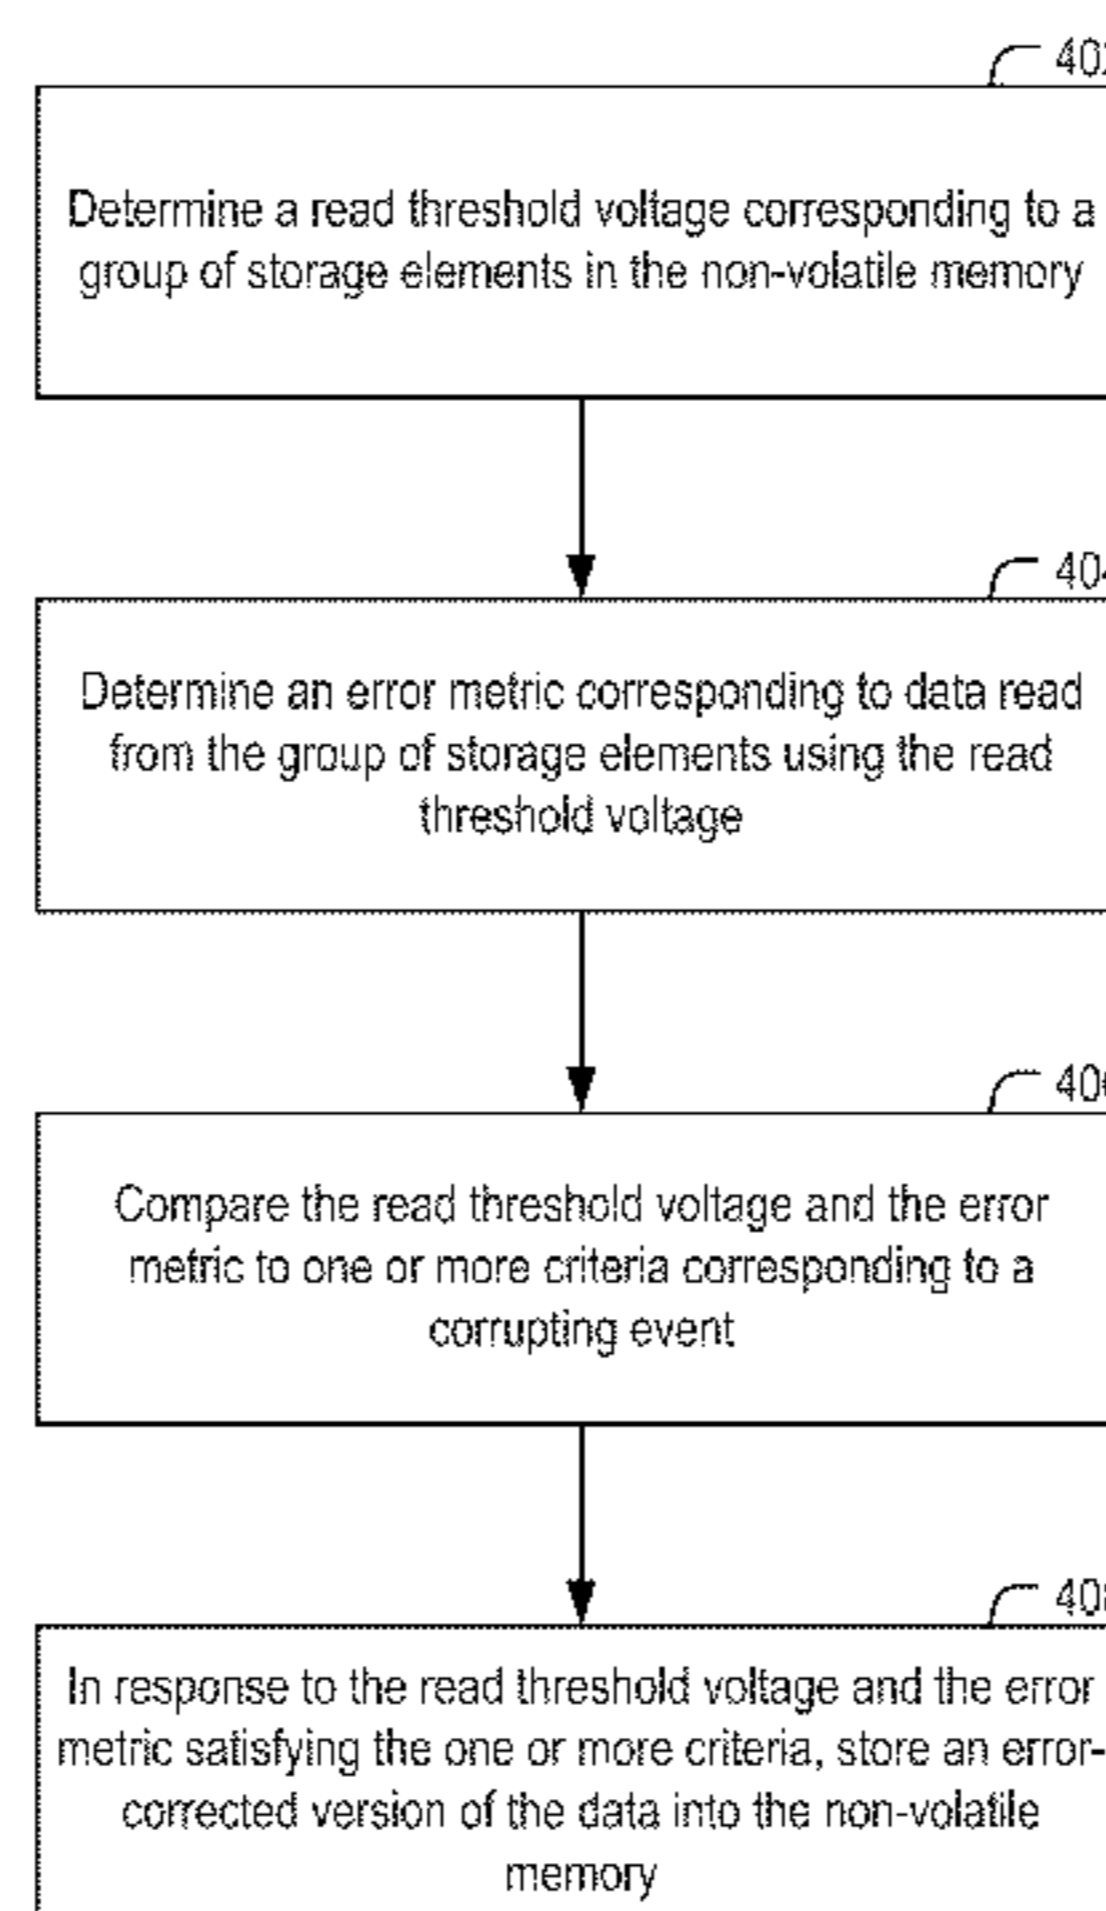 Determine a read threshold voltage corresponding to a
group of storage elements in the non-volatile memory
Determine an error metric corresponding to data read
from the group of storage elements using the read
threshold voltage
Compare the read threshold voltage and the error
metric to one or more criteria corresponding to a
corrupting event
In response to the read threshold voltage and the error
metric satisfying the one or more criteria, store an error-
corrected version of the data into the non-volatile
memory